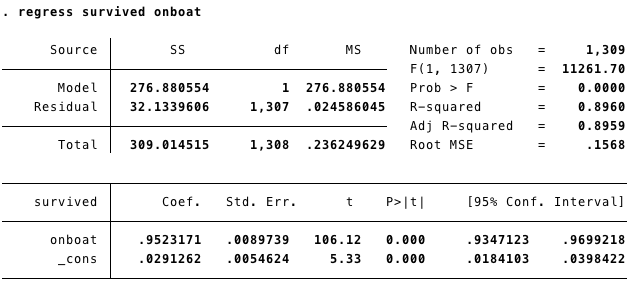 . regress survived onboat
Source SS df MS Number of obs = 1,309
F(1, 1307) = 11261.70
Model 276.880554 1 276.880554 Prob > F = 0.0000
Residual 32.1339606 1,307 .024586045 R-squared = 0.8960
Adj R-squared = 0.8959
Total 309.014515 1,308 .236249629 Root MSE = .1568
survived Coef. Std. Err. t P>|t| [95% Conf. Interval]
onboat .9523171 .0089739 106.12 0.000 .9347123 .9699218
_cons .0291262 .0054624 5.33 0.000 .0184103 .0398422